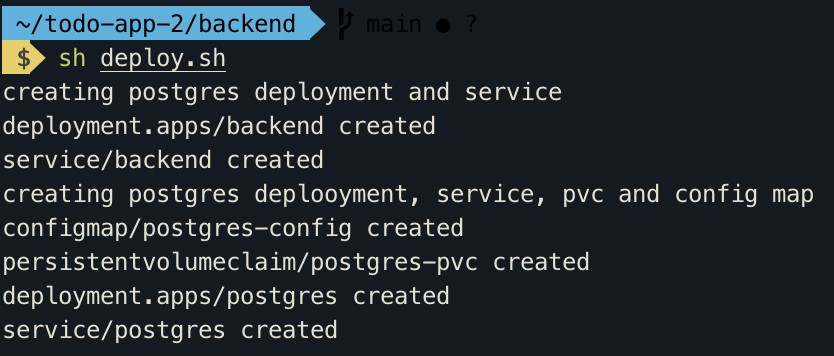 ~/todo-app-2/backend main ● ?
$ sh deploy.sh
creating postgres deployment and service
deployment.apps/backend created
service/backend created
creating postgres deplooyment, service, pvc and config map
configmap/postgres-config created
persistentvolumeclaim/postgres-pvc created
deployment.apps/postgres created
service/postgres created